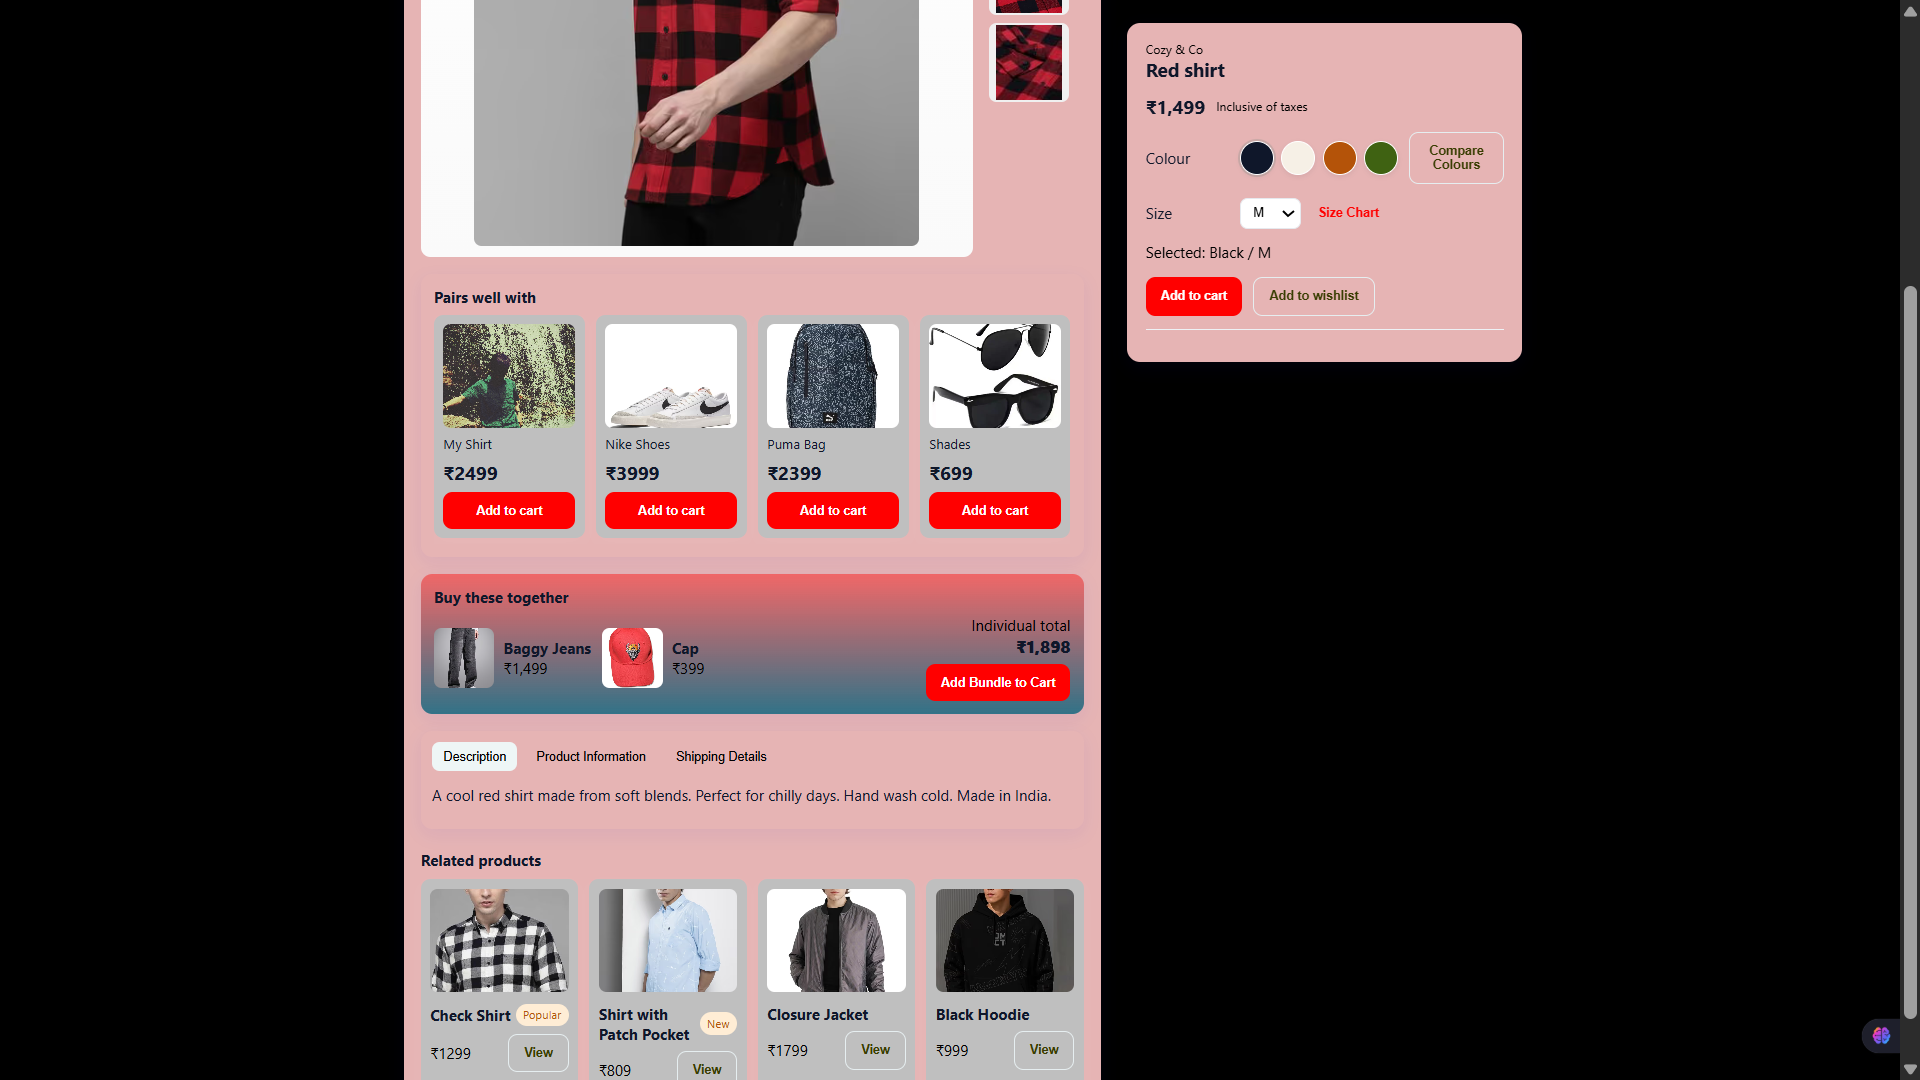 Cozy & Co
Red shirt
₹1,499 Inclusive of taxes
Colour
Compare
Colours
Size
M
Size Chart
Selected: Black / M
Add to cart
Add to wishlist
Pairs well with
My Shirt
₹2499
Add to cart
Nike Shoes
₹3999
Add to cart
Puma Bag
₹2399
Add to cart
Shades
₹699
Add to cart
Buy these together
Baggy Jeans
₹1,499
Cap
₹399
Individual total
₹1,898
Add Bundle to Cart
Description
Product Information
Shipping Details
A cool red shirt made from soft blends. Perfect for chilly days. Hand wash cold. Made in India.
Related products
Check Shirt
Popular
₹1299
View
Shirt with
Patch Pocket
New
₹809
View
Closure Jacket
₹1799
View
Black Hoodie
₹999
View